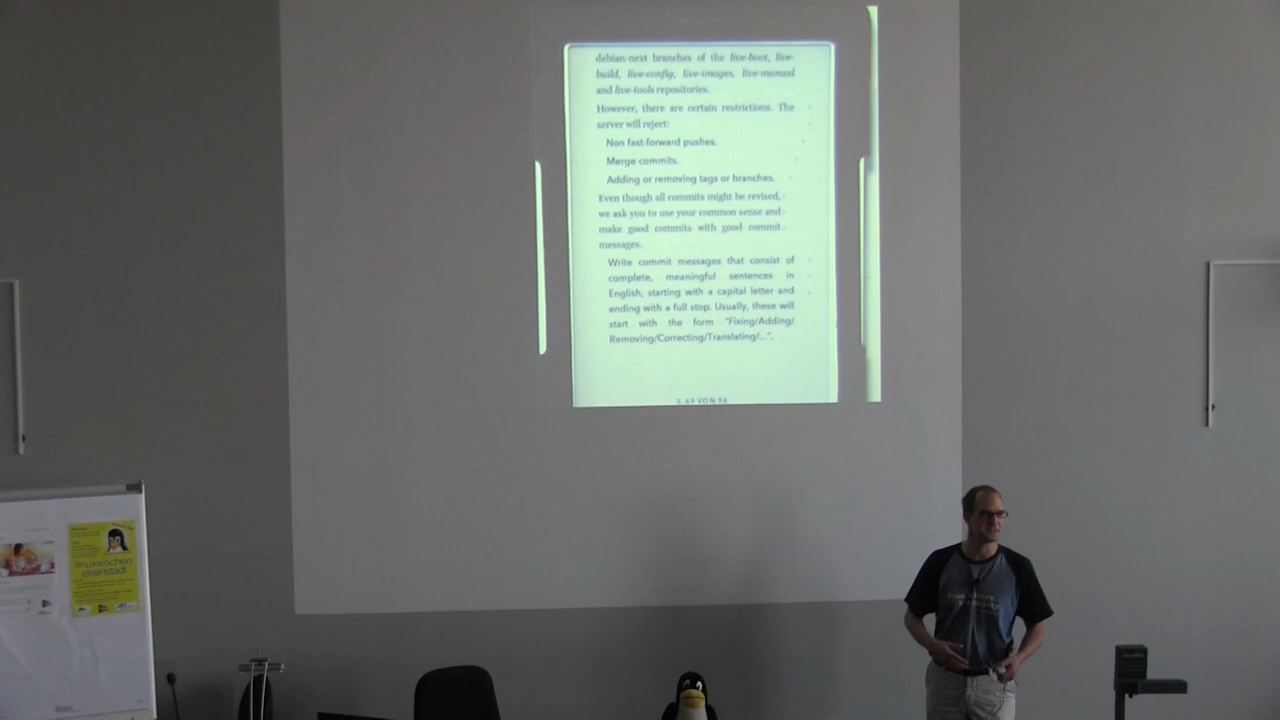 debian-next branches of the live-boot, live-
build, live-config, live-images, live-manual
and live-tools repositories.
However, there are certain restrictions. The
server will reject:
Non fast-forward pushes.
Merge commits.
Adding or removing tags or branches.
Even though all commits might be revised,
we ask you to use your common sense and
make good commits with good commit
messages.
Write commit messages that consist of
complete, meaningful sentences in
English, starting with a capital letter and
ending with a full stop. Usually, these will
start with the form "Fixing/Adding/
Removing/Correcting/Translating/...".
S. 69 VON 96
linuxwochen
eisenstadt